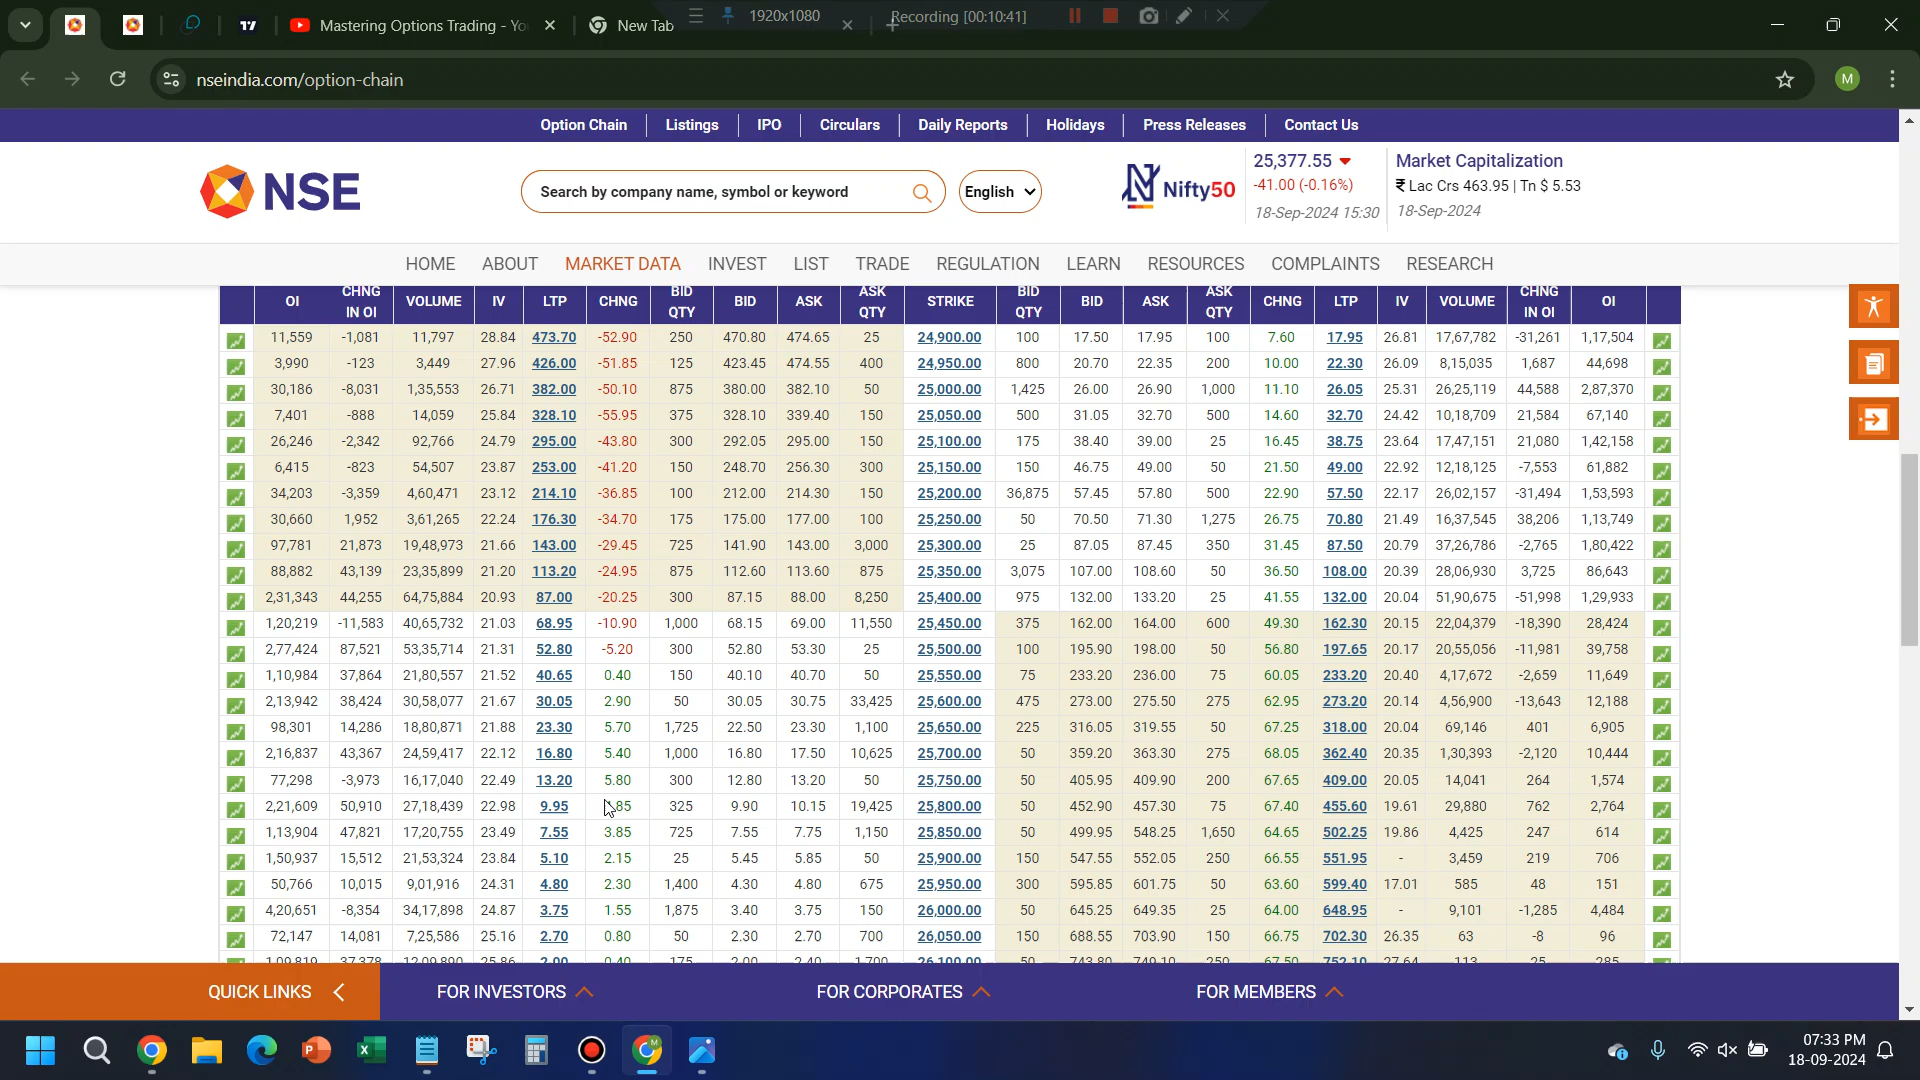 Mastering Options Trading - Yo
New Tab
1920x1080
Recording [00:10:41]
nseindia.com/option-chain
M
Option Chain | Listings | IPO | Circulars | Daily Reports | Holidays | Press Releases | Contact Us
NSE
Search by company name, symbol or keyword
English
Nifty50
25,377.55
-41.00 (-0.16%)
18-Sep-2024 15:30
Market Capitalization
₹ Lac Crs 463.95 | Tn $ 5.53
18-Sep-2024
HOME ABOUT MARKET DATA INVEST LIST TRADE REGULATION LEARN RESOURCES COMPLAINTS RESEARCH
OI CHNG IN OI VOLUME IV LTP CHNG BID QTY BID ASK ASK QTY STRIKE BID QTY BID ASK ASK QTY CHNG LTP IV VOLUME CHNG IN OI OI
11,559 -1,081 11,797 28.84 473.70 -52.90 250 470.80 474.65 25 24,900.00 100 17.50 17.95 100 7.60 17.95 26.81 17,67,782 -31,261 1,17,504
3,990 -123 3,449 27.96 426.00 -51.85 125 423.45 474.55 400 24,950.00 800 20.70 22.35 200 10.00 22.30 26.09 8,15,035 1,687 44,698
30,186 -8,031 1,35,553 26.71 382.00 -50.10 875 380.00 382.10 50 25,000.00 1,425 26.00 26.90 1,000 11.10 26.05 25.31 26,25,119 44,588 2,87,370
7,401 -888 14,059 25.84 328.10 -55.95 375 328.10 339.40 150 25,050.00 500 31.05 32.70 500 14.60 32.70 24.42 10,18,709 21,584 67,140
26,246 -2,342 92,766 24.79 295.00 -43.80 300 292.05 295.00 150 25,100.00 175 38.40 39.00 25 16.45 38.75 23.64 17,47,151 21,080 1,42,158
6,415 -823 54,507 23.87 253.00 -41.20 150 248.70 256.30 300 25,150.00 150 46.75 49.00 50 21.50 49.00 22.92 12,18,125 -7,553 61,882
34,203 -3,359 4,60,471 23.12 214.10 -36.85 100 212.00 214.30 150 25,200.00 36,875 57.45 57.80 500 22.90 57.50 22.17 26,02,157 -31,494 1,53,593
30,660 1,952 3,61,265 22.24 176.30 -34.70 175 175.00 177.00 100 25,250.00 50 70.50 71.30 1,275 26.75 70.80 21.49 16,37,545 38,206 1,13,749
97,781 21,873 19,48,973 21.66 143.00 -29.45 725 141.90 143.00 3,000 25,300.00 25 87.05 87.45 350 31.45 87.50 20.79 37,26,786 -2,765 1,80,422
88,882 43,139 23,35,899 21.20 113.20 -24.95 875 112.60 113.60 875 25,350.00 3,075 107.00 108.60 50 36.50 108.00 20.39 28,06,930 3,725 86,643
2,31,343 44,255 64,75,884 20.93 87.00 -20.25 300 87.15 88.00 8,250 25,400.00 975 132.00 133.20 25 41.55 132.00 20.04 51,90,675 -51,998 1,29,933
1,20,219 -11,583 40,65,732 21.03 68.95 -10.90 1,000 68.15 69.00 11,550 25,450.00 375 162.00 164.00 600 49.30 162.30 20.15 22,04,379 -18,390 28,424
2,77,424 87,521 53,35,714 21.31 52.80 -5.20 300 52.80 53.30 25 25,500.00 100 195.90 198.00 50 56.80 197.65 20.17 20,55,056 -11,981 39,758
1,10,984 37,864 21,80,557 21.52 40.65 0.40 150 40.10 40.70 50 25,550.00 75 233.20 236.00 75 60.05 233.20 20.40 4,17,672 -2,659 11,649
2,13,942 38,424 30,58,077 21.67 30.05 2.90 50 30.05 30.75 33,425 25,600.00 475 273.00 275.50 275 62.95 273.20 20.14 4,56,900 -13,643 12,188
98,301 14,286 18,80,871 21.88 23.30 5.70 1,725 22.50 23.30 1,100 25,650.00 225 316.05 319.55 50 67.25 318.00 20.04 69,146 401 6,905
2,16,837 43,367 24,59,417 22.12 16.80 5.40 1,000 16.80 17.50 10,625 25,700.00 50 359.20 363.30 275 68.05 362.40 20.35 1,30,393 -2,120 10,444
77,298 -3,973 16,17,040 22.49 13.20 5.80 300 12.80 13.20 50 25,750.00 50 405.95 409.90 200 67.65 409.00 20.05 14,041 264 1,574
2,21,609 50,910 27,18,439 22.98 9.95 .85 325 9.90 10.15 19,425 25,800.00 50 452.90 457.30 75 67.40 455.60 19.61 29,880 762 2,764
1,13,904 47,821 17,20,755 23.49 7.55 3.85 725 7.55 7.75 1,150 25,850.00 50 499.95 548.25 1,650 64.65 502.25 19.86 4,425 247 614
1,50,937 15,512 21,53,324 23.84 5.10 2.15 25 5.45 5.85 50 25,900.00 150 547.55 552.05 250 66.55 551.95 - 3,459 219 706
50,766 10,015 9,01,916 24.31 4.80 2.30 1,400 4.30 4.80 675 25,950.00 300 595.85 601.75 50 63.60 599.40 17.01 585 48 151
4,20,651 -8,354 34,17,898 24.87 3.75 1.55 1,875 3.40 3.75 150 26,000.00 50 645.25 649.35 25 64.00 648.95 - 9,101 -1,285 4,484
72,147 14,081 7,25,586 25.16 2.70 0.80 50 2.30 2.70 700 26,050.00 150 688.55 703.90 150 66.75 702.30 26.35 63 -8 96
1,09,819 37,378 12,09,890 25.86 2.00 0.40 175 2.00 2.40 1,700 26,100.00 50 743.80 749.10 250 67.50 752.10 27.64 113 25 285
QUICK LINKS FOR INVESTORS FOR CORPORATES FOR MEMBERS
07:33 PM
18-09-2024